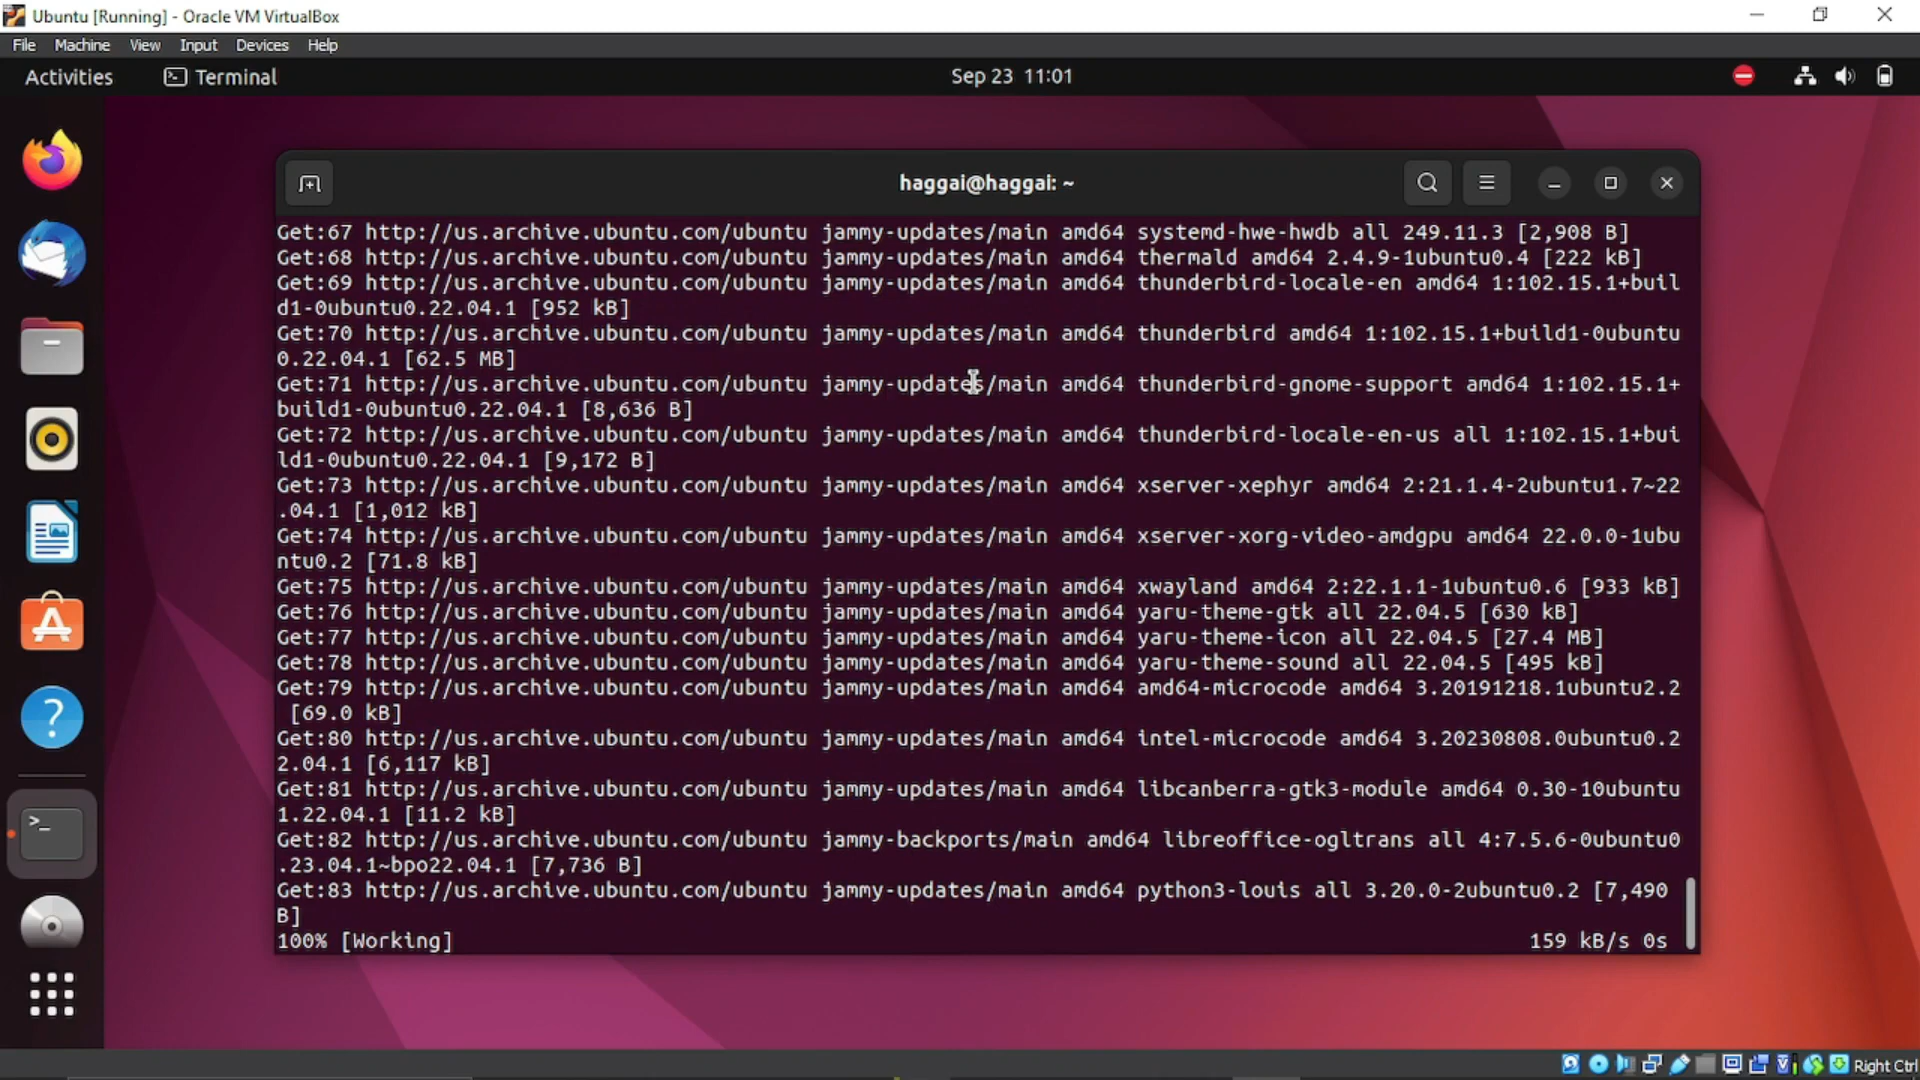 Ubuntu [Running] - Oracle VM VirtualBox
File Machine View Input Devices Help
Activities Terminal Sep 23 11:01
haggai@haggai: ~
Get:67 http://us.archive.ubuntu.com/ubuntu jammy-updates/main amd64 systemd-hwe-hwdb all 249.11.3 [2,908 B]
Get:68 http://us.archive.ubuntu.com/ubuntu jammy-updates/main amd64 thermald amd64 2.4.9-1ubuntu0.4 [222 kB]
Get:69 http://us.archive.ubuntu.com/ubuntu jammy-updates/main amd64 thunderbird-locale-en amd64 1:102.15.1+buil
d1-0ubuntu0.22.04.1 [952 kB]
Get:70 http://us.archive.ubuntu.com/ubuntu jammy-updates/main amd64 thunderbird amd64 1:102.15.1+build1-0ubuntu
0.22.04.1 [62.5 MB]
Get:71 http://us.archive.ubuntu.com/ubuntu jammy-updates/main amd64 thunderbird-gnome-support amd64 1:102.15.1+
build1-0ubuntu0.22.04.1 [8,636 B]
Get:72 http://us.archive.ubuntu.com/ubuntu jammy-updates/main amd64 thunderbird-locale-en-us all 1:102.15.1+bui
ld1-0ubuntu0.22.04.1 [9,172 B]
Get:73 http://us.archive.ubuntu.com/ubuntu jammy-updates/main amd64 xserver-xephyr amd64 2:21.1.4-2ubuntu1.7~22
.04.1 [1,012 kB]
Get:74 http://us.archive.ubuntu.com/ubuntu jammy-updates/main amd64 xserver-xorg-video-amdgpu amd64 22.0.0-1ubu
ntu0.2 [71.8 kB]
Get:75 http://us.archive.ubuntu.com/ubuntu jammy-updates/main amd64 xwayland amd64 2:22.1.1-1ubuntu0.6 [933 kB]
Get:76 http://us.archive.ubuntu.com/ubuntu jammy-updates/main amd64 yaru-theme-gtk all 22.04.5 [630 kB]
Get:77 http://us.archive.ubuntu.com/ubuntu jammy-updates/main amd64 yaru-theme-icon all 22.04.5 [27.4 MB]
Get:78 http://us.archive.ubuntu.com/ubuntu jammy-updates/main amd64 yaru-theme-sound all 22.04.5 [495 kB]
Get:79 http://us.archive.ubuntu.com/ubuntu jammy-updates/main amd64 amd64-microcode amd64 3.20191218.1ubuntu2.2
[69.0 kB]
Get:80 http://us.archive.ubuntu.com/ubuntu jammy-updates/main amd64 intel-microcode amd64 3.20230808.0ubuntu0.2
2.04.1 [6,117 kB]
Get:81 http://us.archive.ubuntu.com/ubuntu jammy-updates/main amd64 libcanberra-gtk3-module amd64 0.30-10ubuntu
1.22.04.1 [11.2 kB]
Get:82 http://us.archive.ubuntu.com/ubuntu jammy-backports/main amd64 libreoffice-ogltrans all 4:7.5.6-0ubuntu0
.23.04.1~bpo22.04.1 [7,736 B]
Get:83 http://us.archive.ubuntu.com/ubuntu jammy-updates/main amd64 python3-louis all 3.20.0-2ubuntu0.2 [7,490
B]
100% [Working] 159 kB/s 0s
Right Ctrl